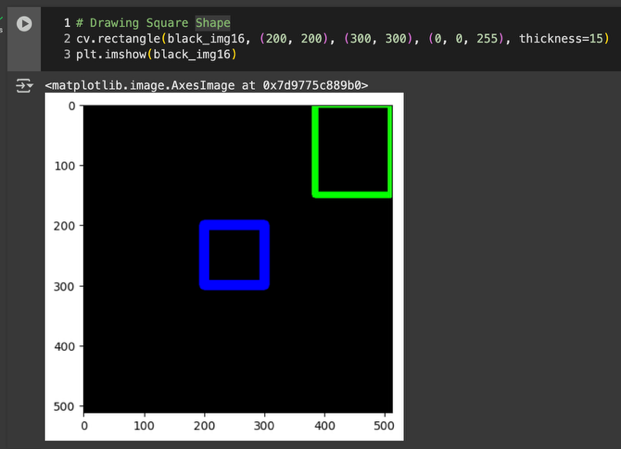 1 # Drawing Square Shape
2 cv.rectangle(black_img16, (200, 200), (300, 300), (0, 0, 255), thickness=15)
3 plt.imshow(black_img16)
<matplotlib.image.AxesImage at 0x7d9775c889b0>
0
100
200
300
400
500
0 100 200 300 400 500